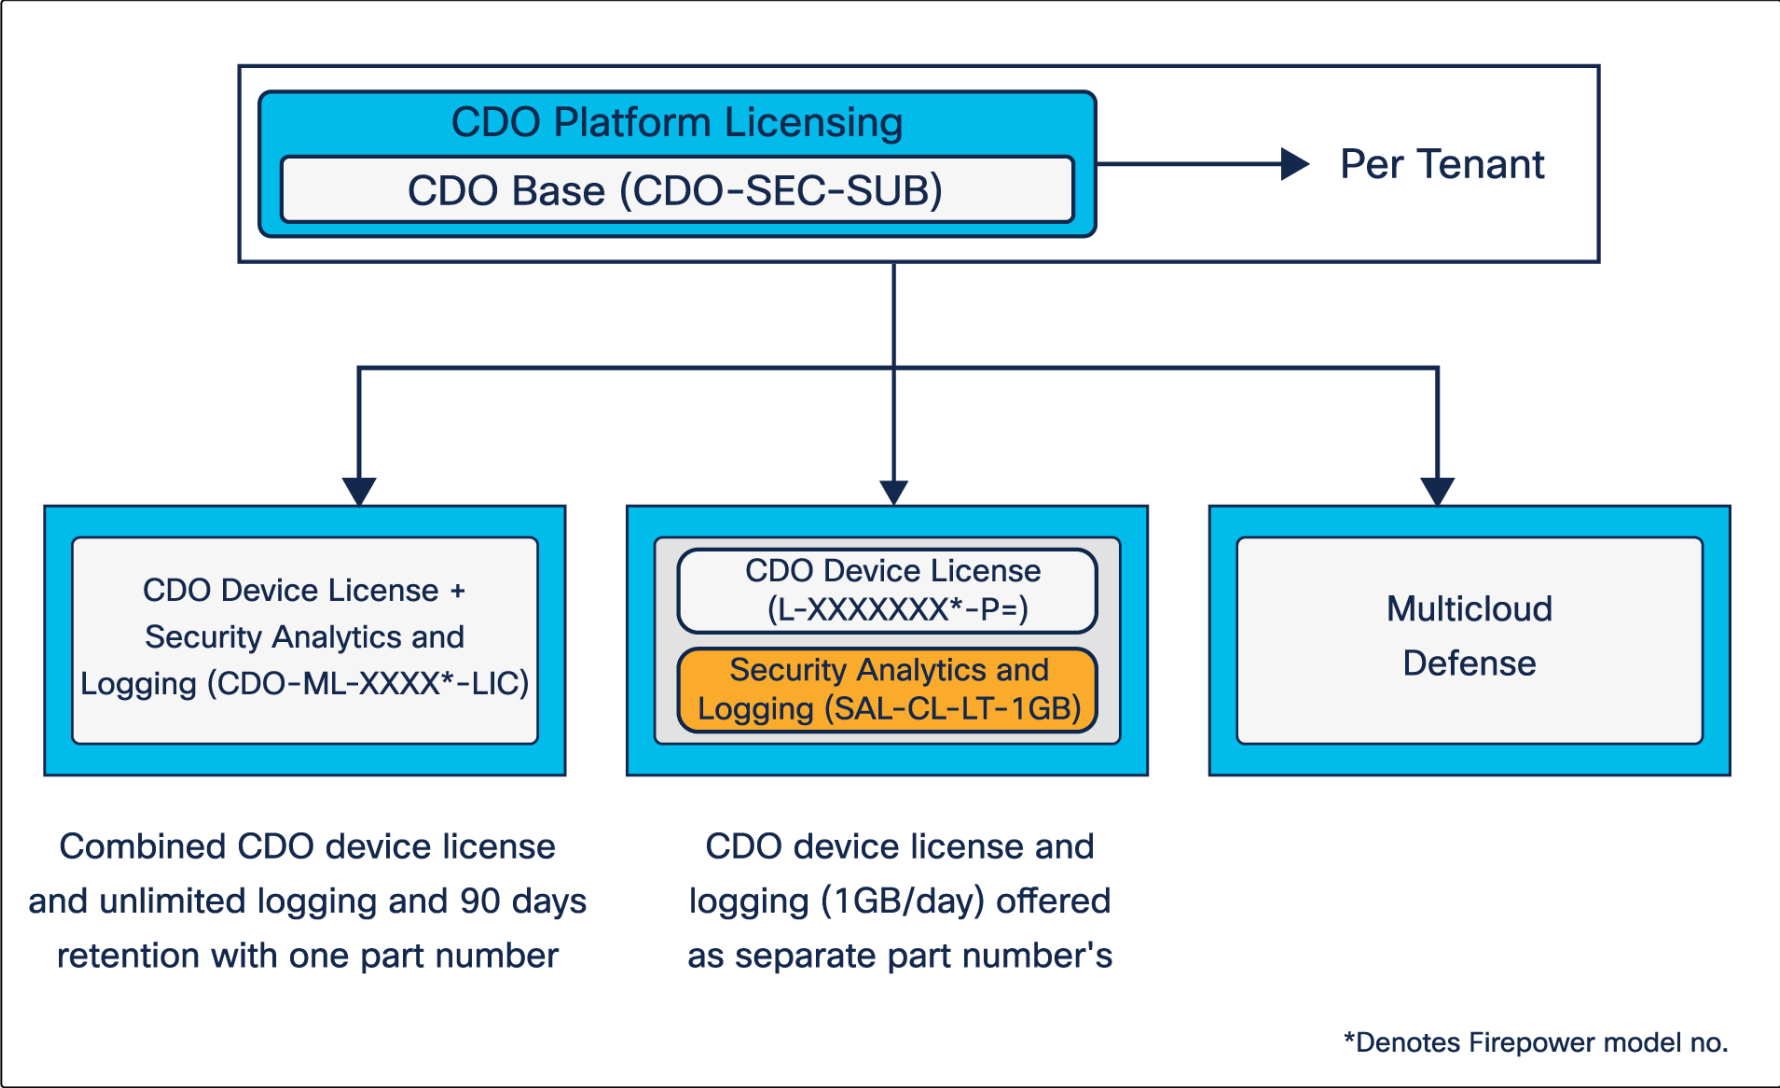 CDO Platform Licensing
CDO Base (CDO-SEC-SUB)
Per Tenant
CDO Device License +
Security Analytics and
Logging (CDO-ML-XXXX*-LIC)
CDO Device License
(L-XXXXXXX*-P=)
Security Analytics and
Logging (SAL-CL-LT-1GB)
Multicloud
Defense
Combined CDO device license
and unlimited logging and 90 days
retention with one part number
CDO device license and
logging (1GB/day) offered
as separate part number's
*Denotes Firepower model no.